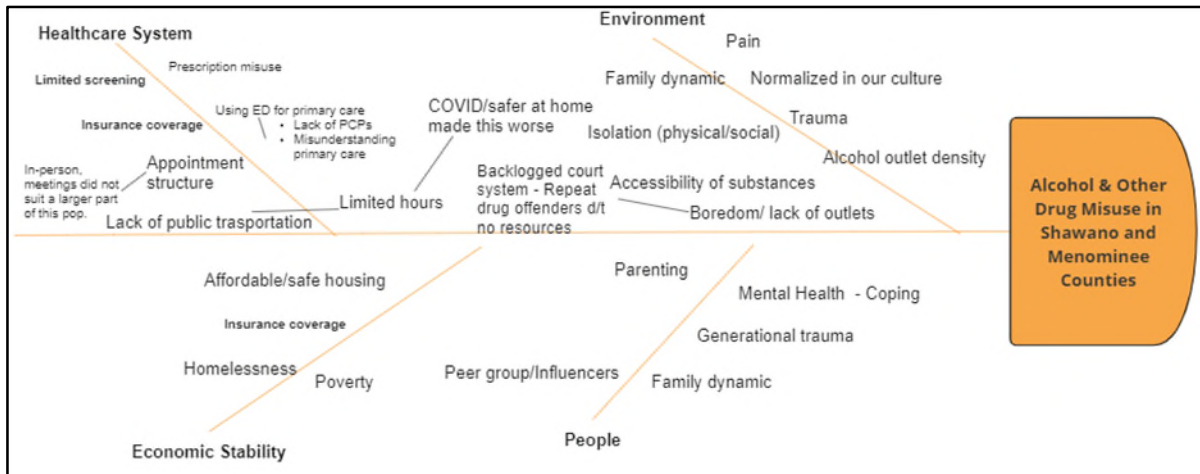 Healthcare System
Limited screening
Prescription misuse
Insurance coverage
Using ED for primary care
• Lack of PCPs
• Misunderstanding
primary care
In-person,
meetings did not
suit a larger part
of this pop.
Appointment
structure
Lack of public trasportation
Limited hours
COVID/safer at home
made this worse
Environment
Pain
Family dynamic
Normalized in our culture
Trauma
Isolation (physical/social)
Alcohol outlet density
Backlogged court
system - Repeat
drug offenders d/t
no resources
Accessibility of substances
Boredom/ lack of outlets
Alcohol & Other
Drug Misuse in
Shawano and
Menominee
Counties
Affordable/safe housing
Insurance coverage
Homelessness
Poverty
Economic Stability
Parenting
Mental Health - Coping
Generational trauma
Peer group/Influencers
Family dynamic
People